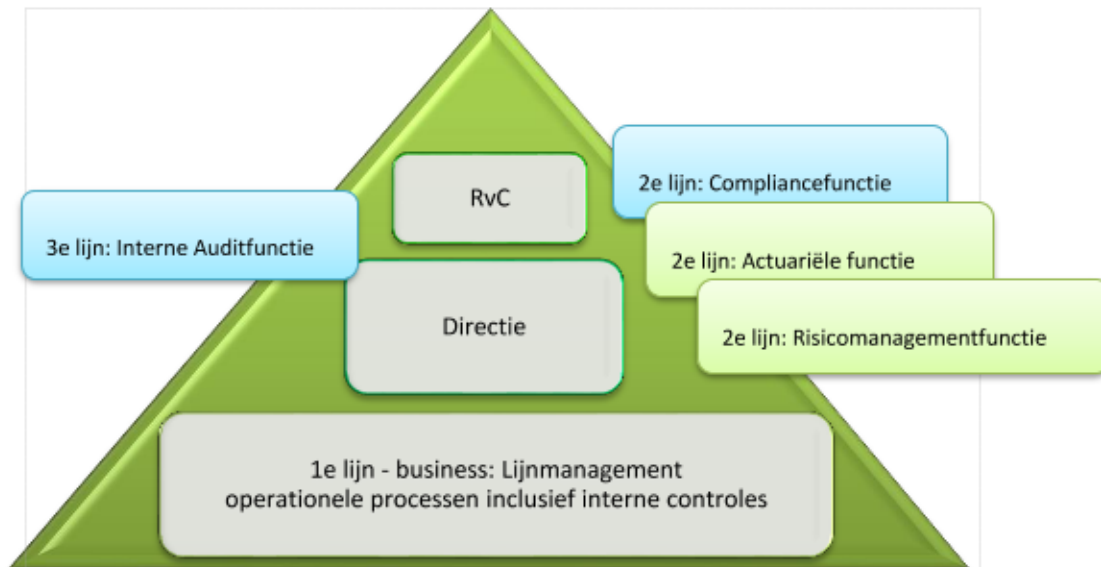 RvC
2e lijn: Compliancefunctie
3e lijn: Interne Auditfunctie
2e lijn: Actuariële functie
Directie
2e lijn: Risicomanagementfunctie
1e lijn - business: Lijnmanagement
operationele processen inclusief interne controles